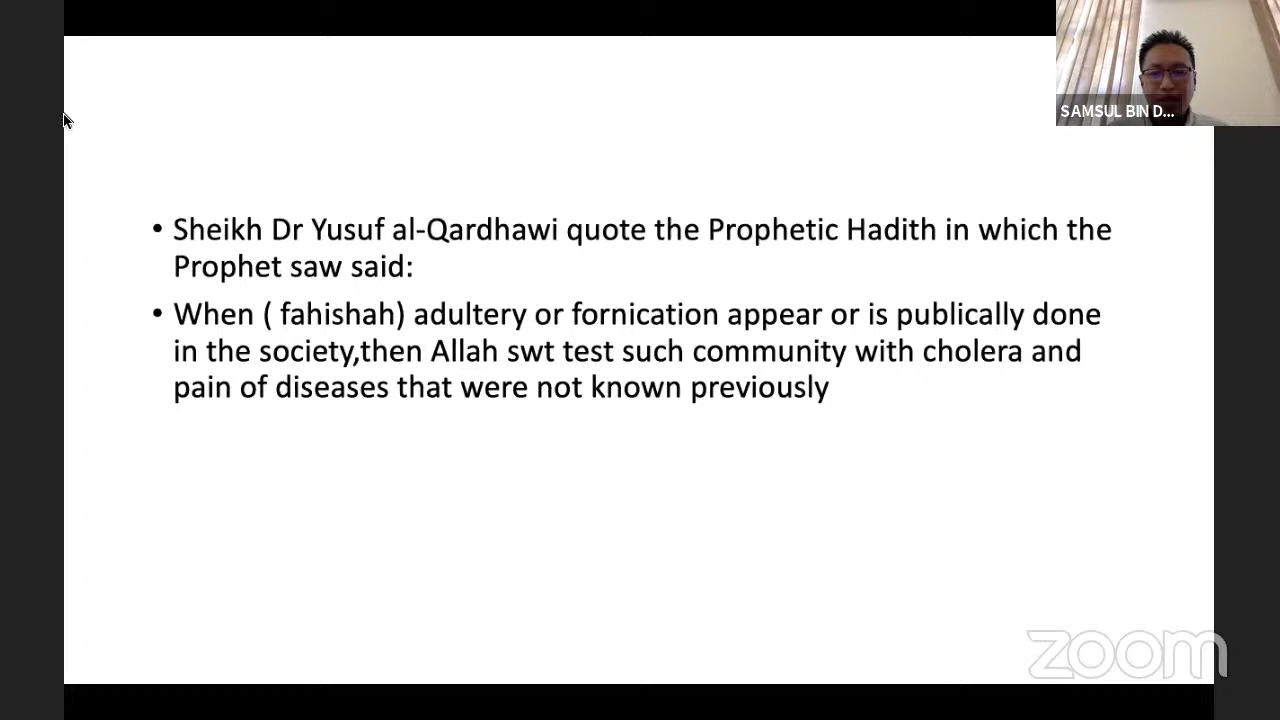 SAMSUL BIN D...
• Sheikh Dr Yusuf al-Qardhawi quote the Prophetic Hadith in which the
Prophet saw said:
• When ( fahishah) adultery or fornication appear or is publically done
in the society,then Allah swt test such community with cholera and
pain of diseases that were not known previously
zoom